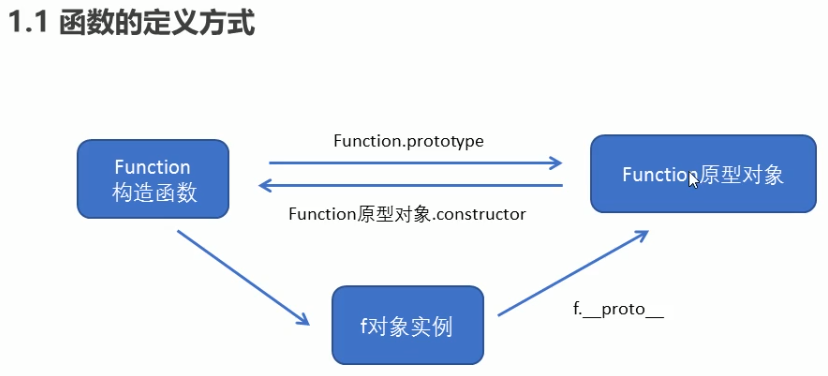 1.1 函数的定义方式
Function.prototype
Function
构造函数
Function原型对象
Function原型对象.constructor
f对象实例
f.__proto__